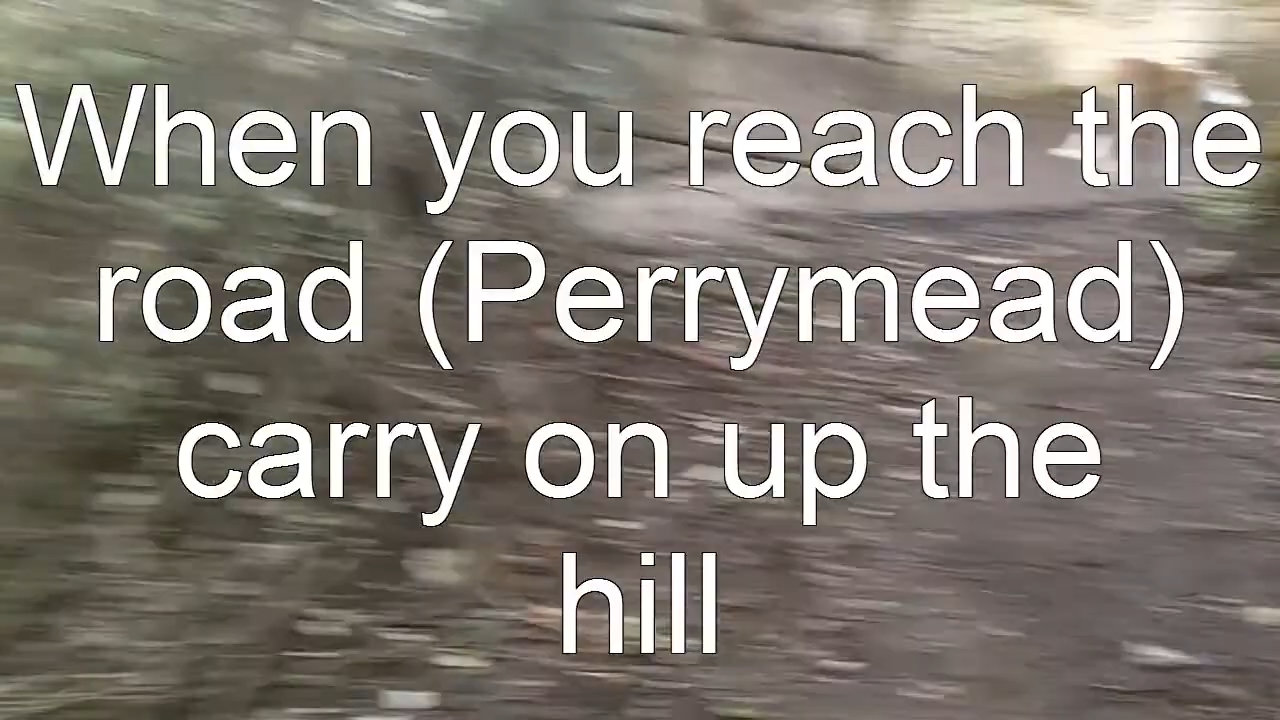 When you reach the
road (Perrymead)
carry on up the
hill